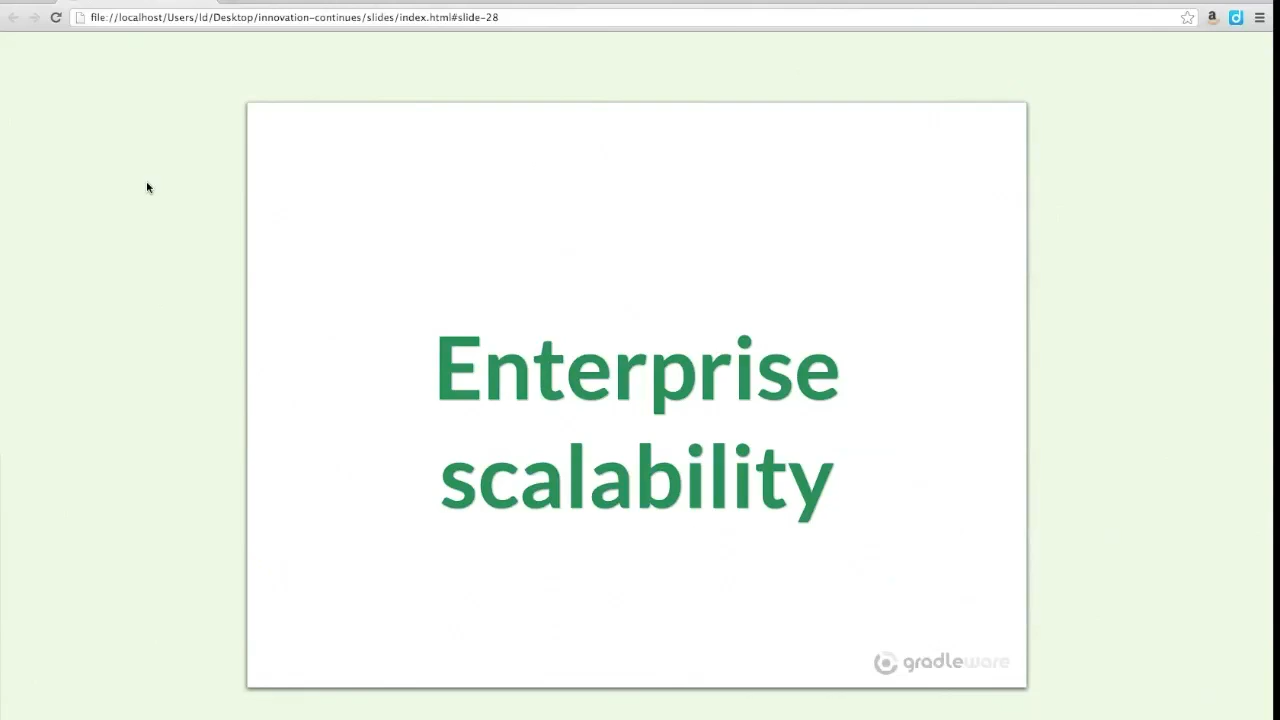 file://localhost/Users/ld/Desktop/innovation-continues/slides/index.html#slide-28
Enterprise
scalability
gradleware